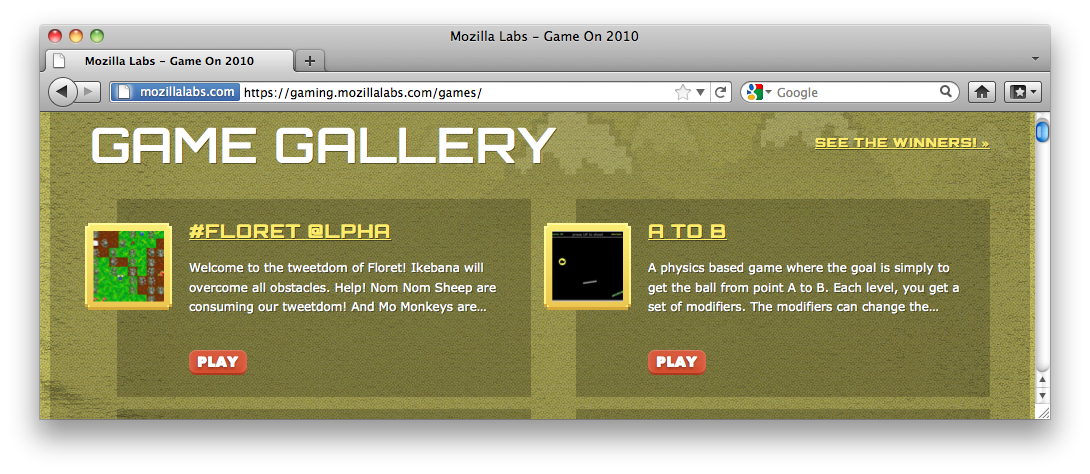 Mozilla Labs – Game On 2010
Mozilla Labs – Game On 2010
mozillalabs.com https://gaming.mozillalabs.com/games/ Google
GAME GALLERY
SEE THE WINNERS! »
#FLORET @LPHA
Welcome to the tweetdom of Floret! Ikebana will
overcome all obstacles. Help! Nom Nom Sheep are
consuming our tweetdom! And Mo Monkeys are...
PLAY
A TO B
A physics based game where the goal is simply to
get the ball from point A to B. Each level, you get a
set of modifiers. The modifiers can change the...
PLAY